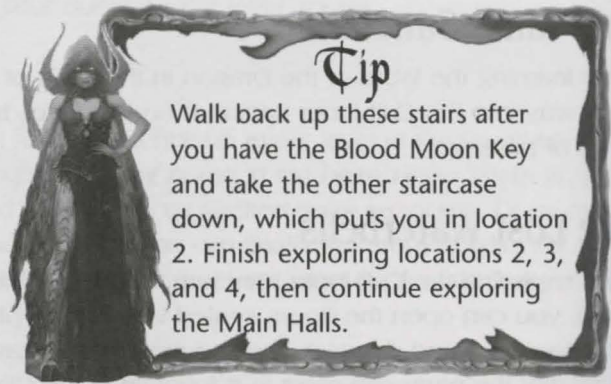 Tip
Walk back up these stairs after
you have the Blood Moon Key
and take the other staircase
down, which puts you in location
2. Finish exploring locations 2, 3,
and 4, then continue exploring
the Main Halls.